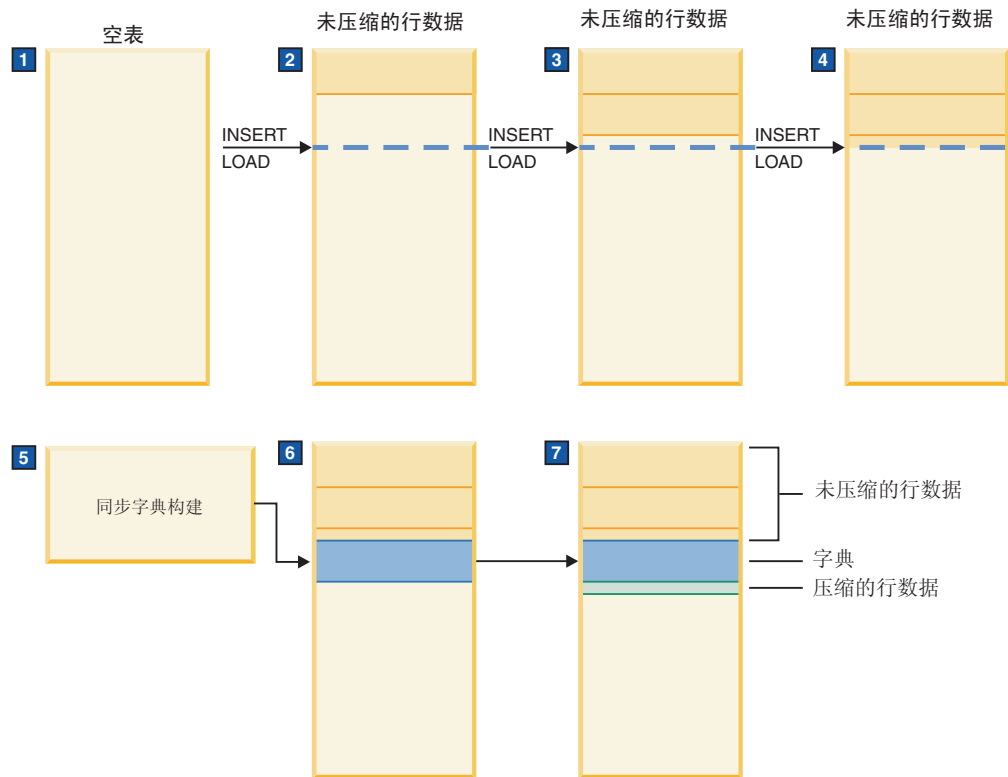 空表
未压缩的行数据
未压缩的行数据
未压缩的行数据
1
2
3
4
INSERT
LOAD
INSERT
LOAD
INSERT
LOAD
5
6
7
同步字典构建
未压缩的行数据
字典
压缩的行数据